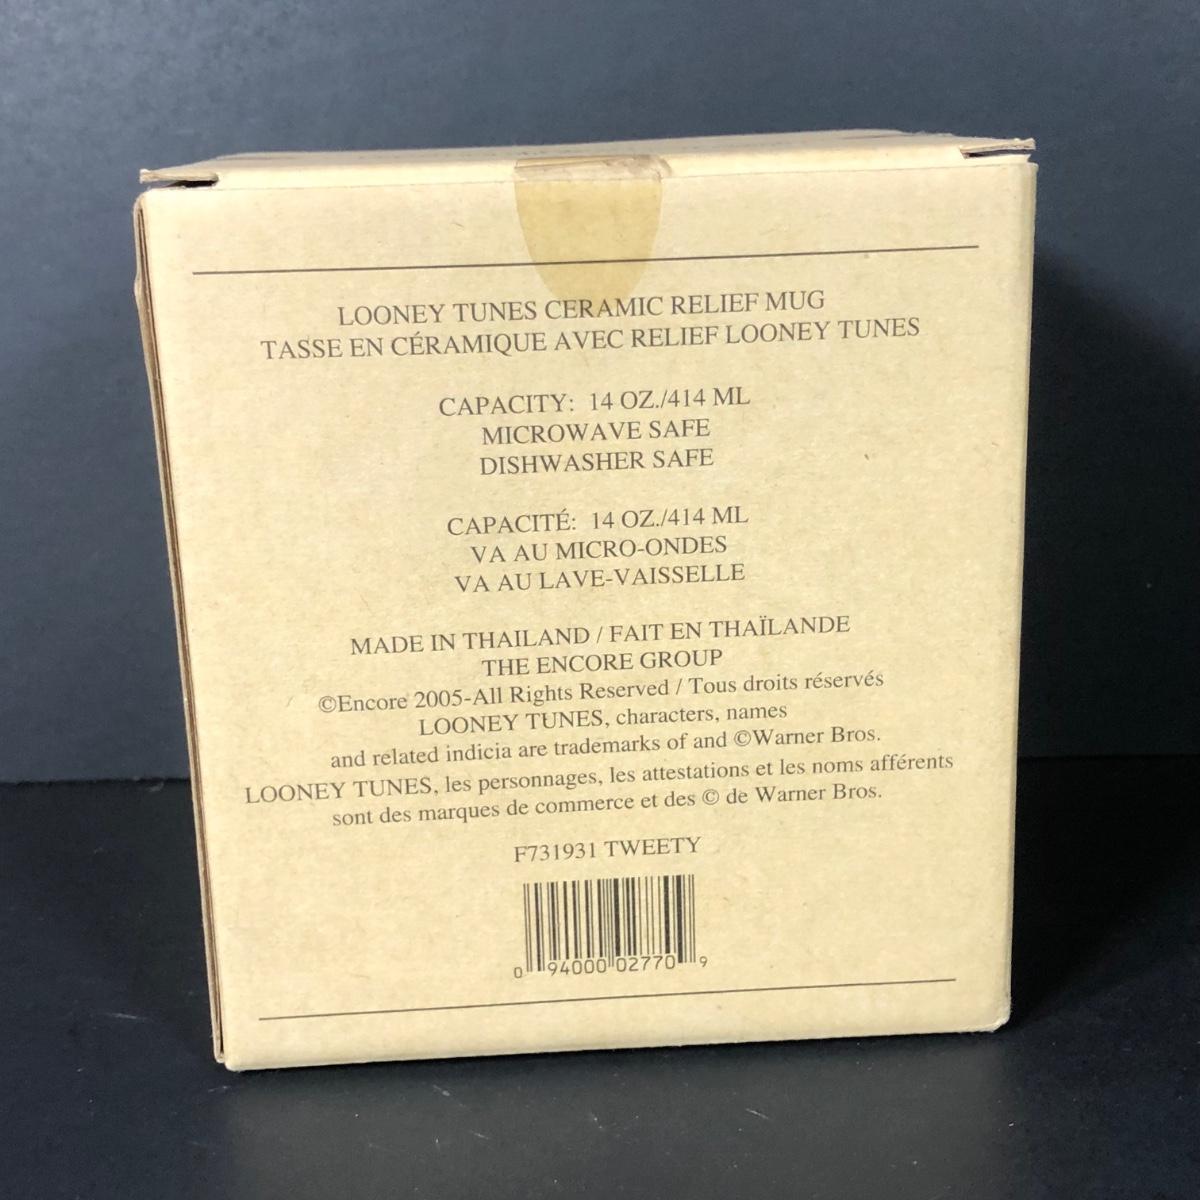 LOONEY TUNES CERAMIC RELIEF MUG
TASSE EN CÉRAMIQUE AVEC RELIEF LOONEY TUNES
CAPACITY: 14 OZ./414 ML
MICROWAVE SAFE
DISHWASHER SAFE
CAPACITÉ: 14 OZ./414 ML
VA AU MICRO-ONDES
VA AU LAVE-VAISSELLE
MADE IN THAILAND / FAIT EN THAÏLANDE
THE ENCORE GROUP
©Encore 2005-All Rights Reserved / Tous droits réservés
LOONEY TUNES, characters, names
and related indicia are trademarks of and ©Warner Bros.
LOONEY TUNES, les personnages, les attestations et les noms afférents
sont des marques de commerce et des © de Warner Bros.
F731931 TWEETY
0 94000 02770 9